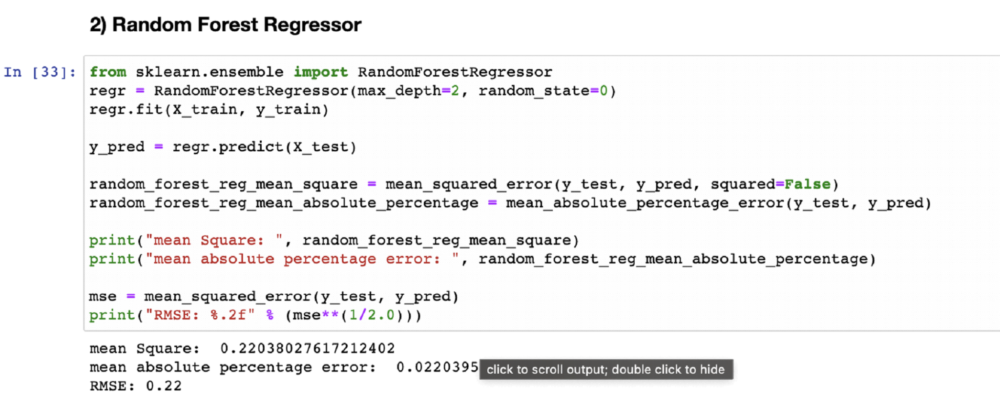 2) Random Forest Regressor
In [33]:
from sklearn.ensemble import RandomForestRegressor
regr = RandomForestRegressor(max_depth=2, random_state=0)
regr.fit(X_train, y_train)
y_pred = regr.predict(X_test)
random_forest_reg_mean_square = mean_squared_error(y_test, y_pred, squared=False)
random_forest_reg_mean_absolute_percentage = mean_absolute_percentage_error(y_test, y_pred)
print("mean Square: ", random_forest_reg_mean_square)
print("mean absolute percentage error: ", random_forest_reg_mean_absolute_percentage)
mse = mean_squared_error(y_test, y_pred)
print("RMSE: %.2f" % (mse**(1/2.0)))
mean Square:  0.22038027617212402
mean absolute percentage error:  0.0220395
click to scroll output; double click to hide
RMSE: 0.22